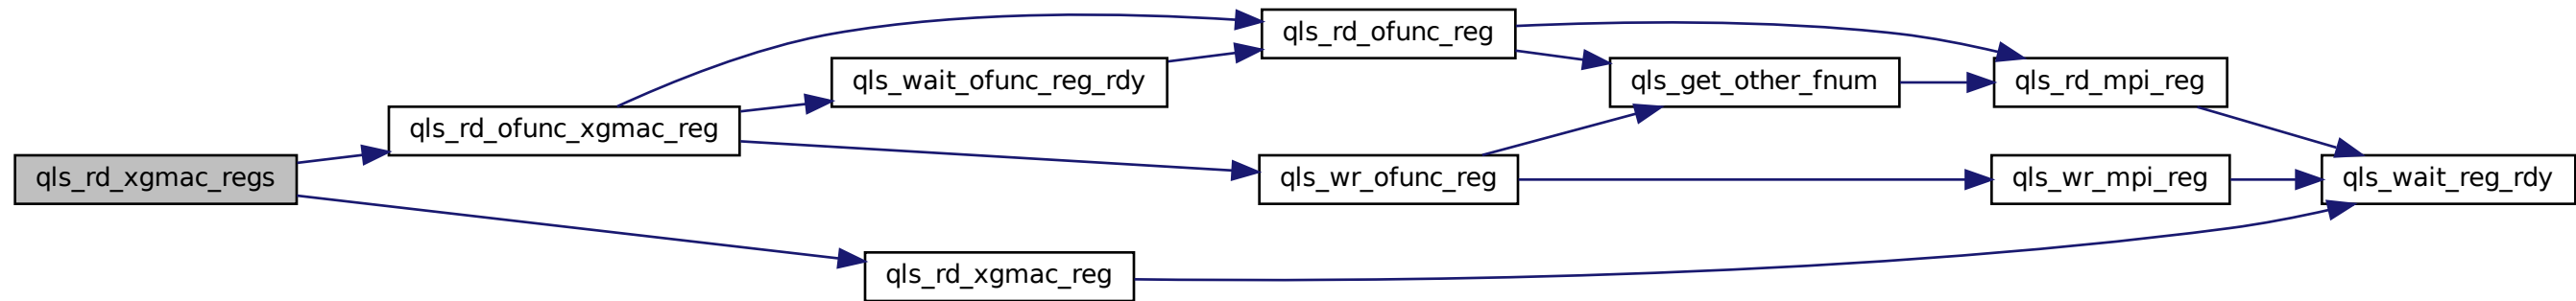 qls_rd_xgmac_regs
qls_rd_ofunc_xgmac_reg
qls_wait_ofunc_reg_rdy
qls_rd_xgmac_reg
qls_rd_ofunc_reg
qls_wr_ofunc_reg
qls_get_other_fnum
qls_rd_mpi_reg
qls_wr_mpi_reg
qls_wait_reg_rdy